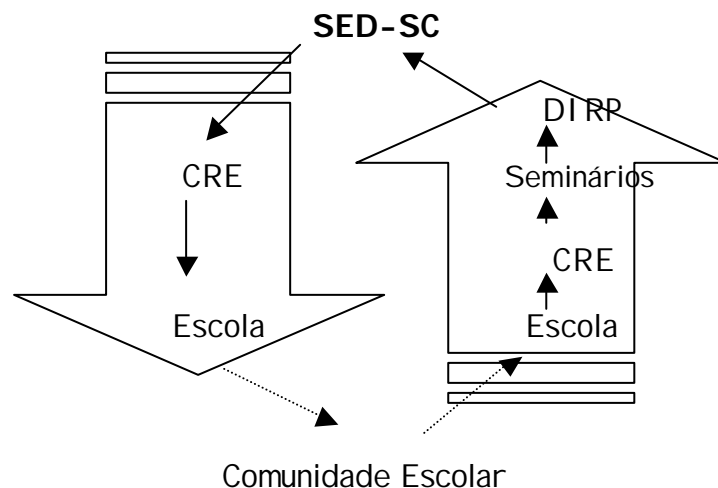 SED-SC
CRE
Escola
DIRP
Seminários
CRE
Escola
Comunidade Escolar